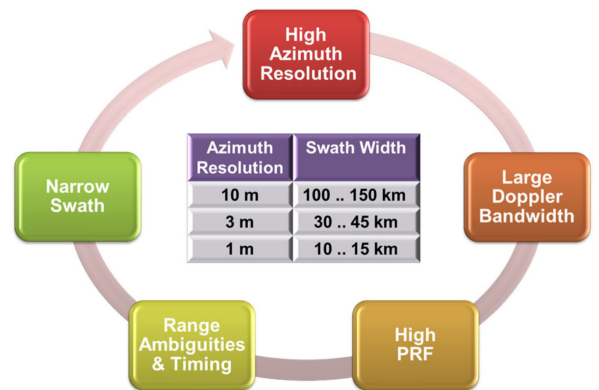 High
Azimuth
Resolution
Azimuth
Resolution
Swath Width
10 m
100 .. 150 km
3 m
30 .. 45 km
1 m
10 .. 15 km
Large
Doppler
Bandwidth
High
PRF
Range
Ambiguities
& Timing
Narrow
Swath